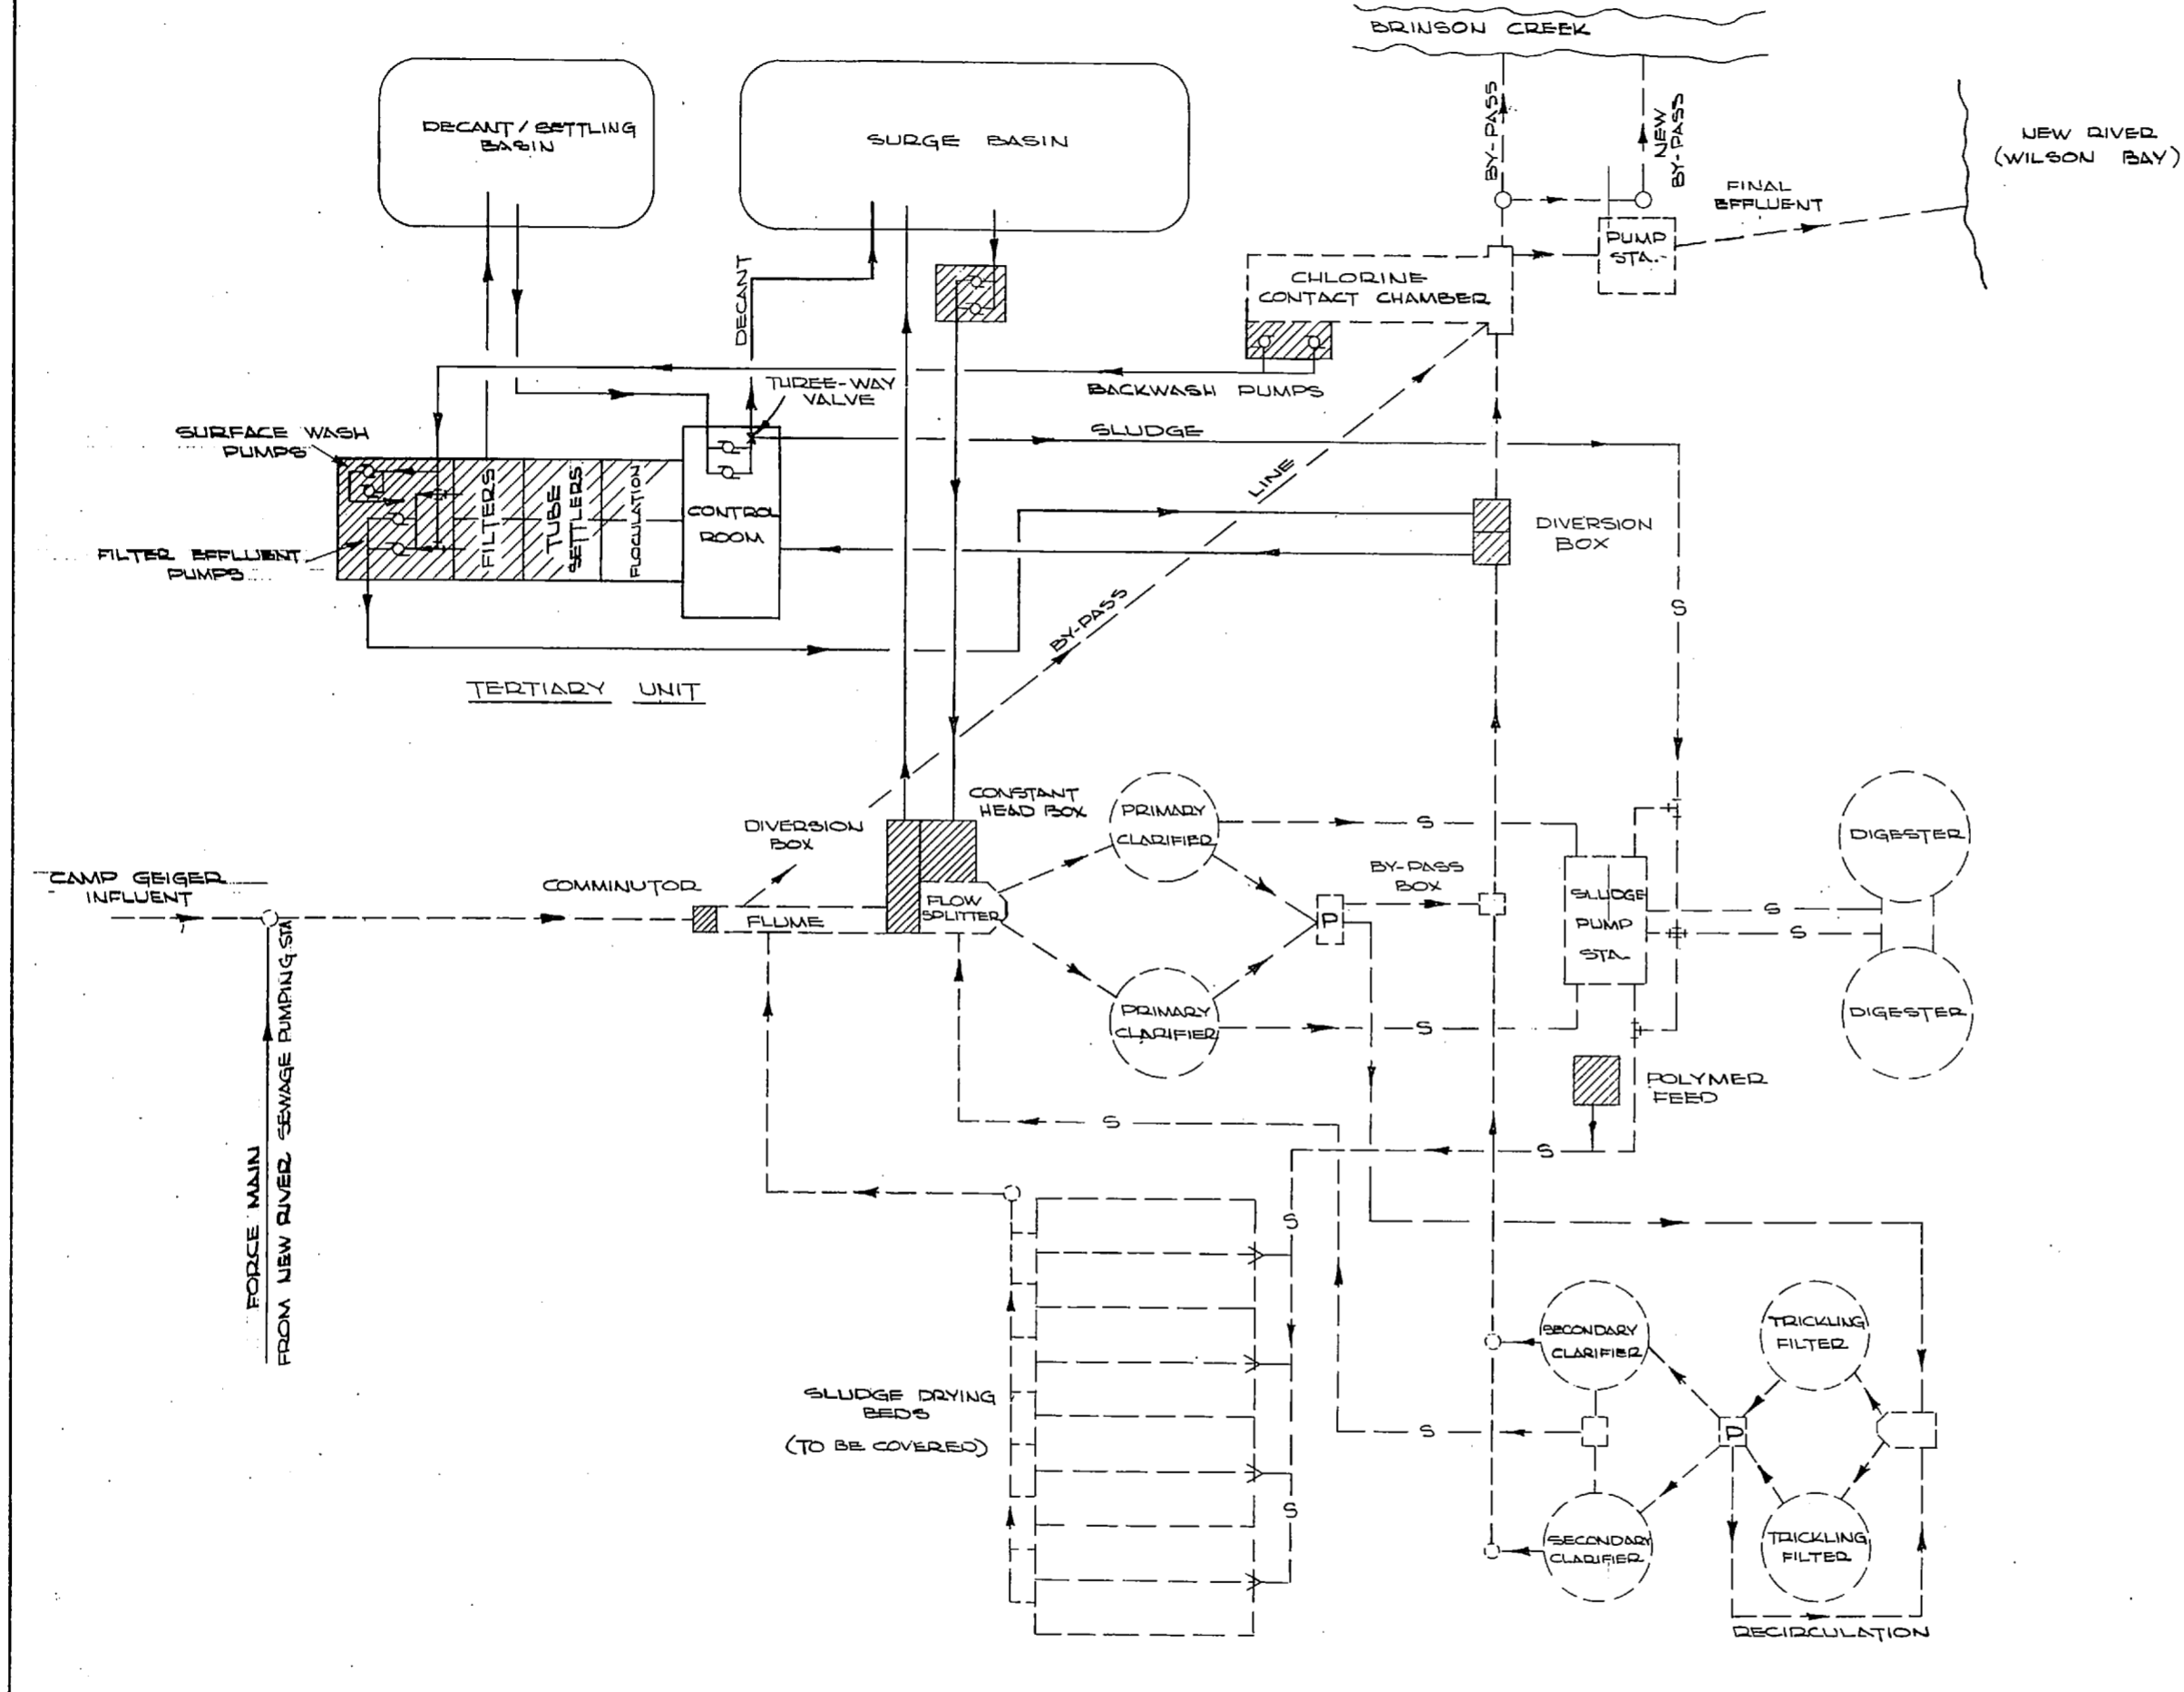 BRINSON CREEK
DECANT / SETTLING
BASIN
SURGE BASIN
BY-PASS
NEW
BY-PASS
NEW RIVER
(WILSON BAY)
FINAL
EFFLUENT
PUMP
STA.
CHLORINE
CONTACT CHAMBER
DECANT
THREE-WAY
VALVE
BACKWASH PUMPS
SURFACE WASH
PUMPS
SLUDGE
FILTERS
TUBE
SETTLERS
FLOCULATION
CONTROL
ROOM
LINE
DIVERSION
BOX
FILTER EFFLUENT
PUMPS
BY-PASS
S
TERTIARY UNIT
CONSTANT
HEAD BOX
DIVERSION
BOX
PRIMARY
CLARIFIER
S
DIGESTER
CAMP GEIGER
INFLUENT
COMMINUTOR
FLUME
FLOW
SPLITTER
BY-PASS
BOX
P
SLUDGE
PUMP
STA.
S
S
PRIMARY
CLARIFIER
S
DIGESTER
POLYMER
FEED
S
S
FORCE MAIN
FROM NEW RIVER SEWAGE PUMPING STA
S
SECONDARY
CLARIFIER
TRICKLING
FILTER
SLUDGE DRYING
BEDS
(TO BE COVERED)
S
P
S
SECONDARY
CLARIFIER
TRICKLING
FILTER
RECIRCULATION